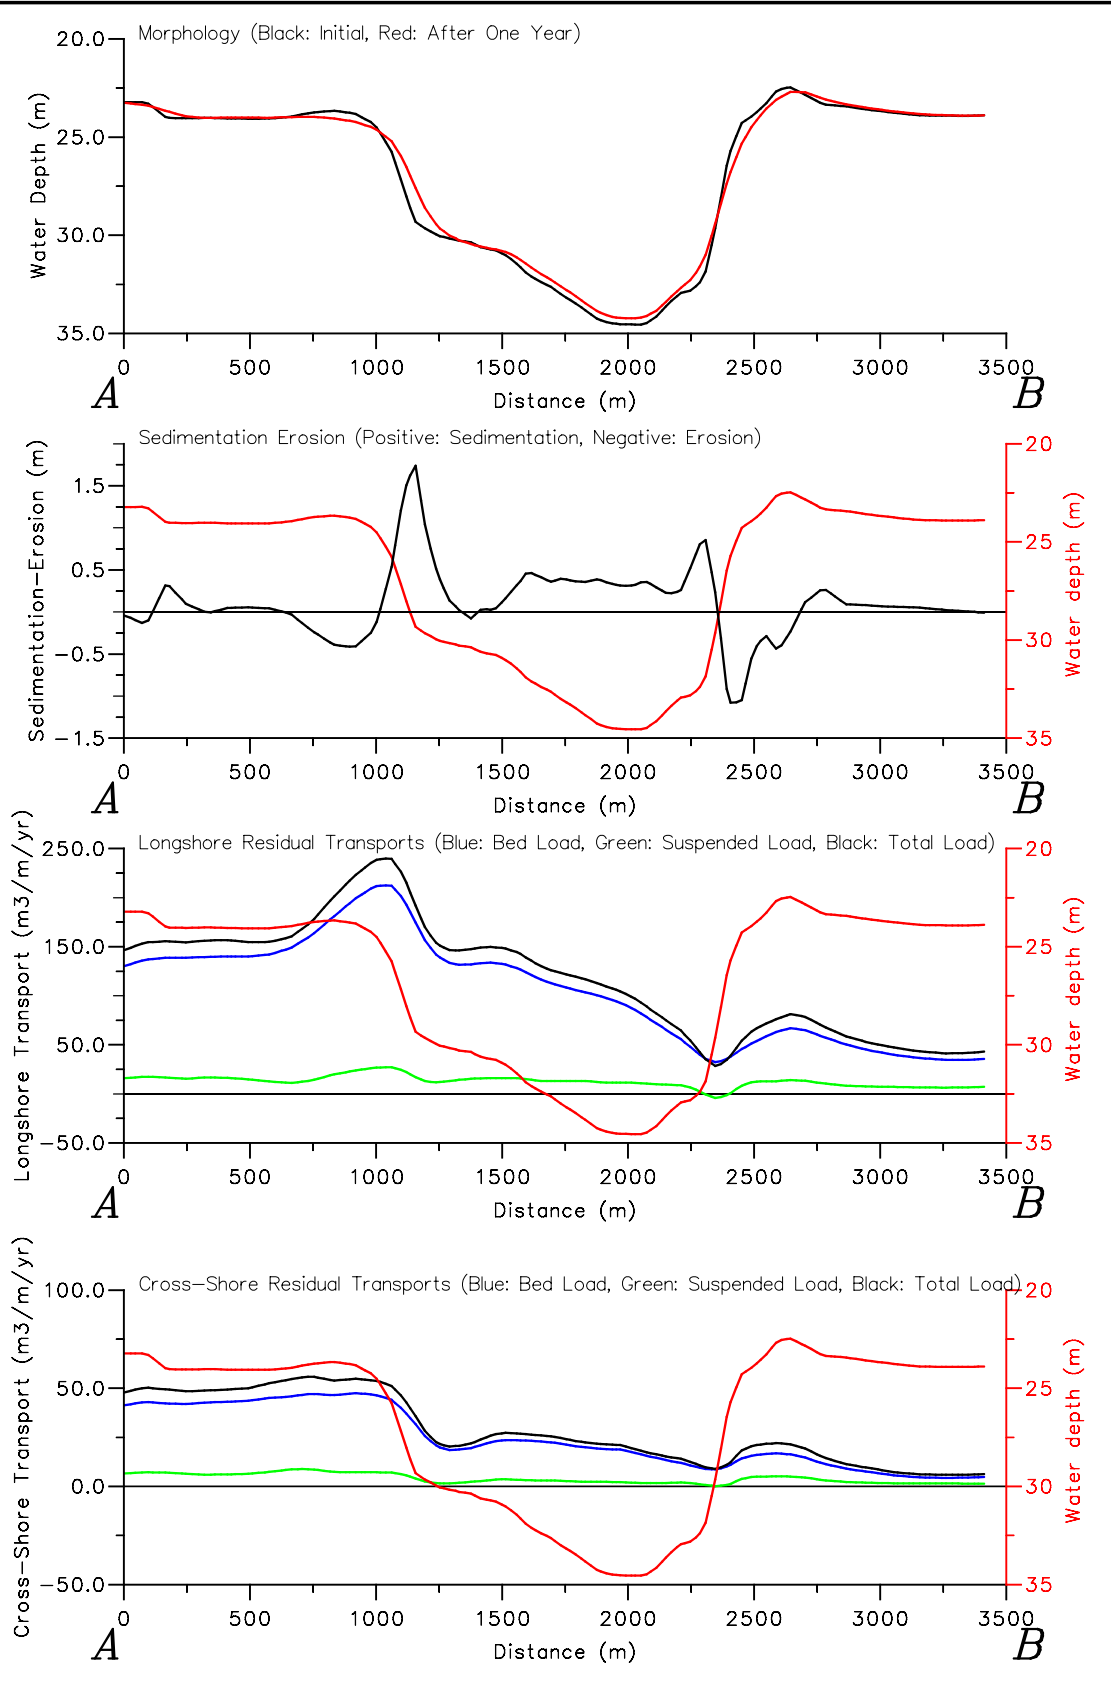 Morphology (Black: Initial, Red: After One Year)
20.0
25.0
30.0
35.0
Water Depth (m)
0 500 1000 1500 2000 2500 3000 3500
A Distance (m) B
Sedimentation Erosion (Positive: Sedimentation, Negative: Erosion)
1.5
0.5
-0.5
-1.5
Sedimentation-Erosion (m)
20
25
30
35
Water depth (m)
0 500 1000 1500 2000 2500 3000 3500
A Distance (m) B
Longshore Residual Transports (Blue: Bed Load, Green: Suspended Load, Black: Total Load)
250.0
150.0
50.0
-50.0
Longshore Transport (m3/m/yr)
20
25
30
35
Water depth (m)
0 500 1000 1500 2000 2500 3000 3500
A Distance (m) B
Cross-Shore Residual Transports (Blue: Bed Load, Green: Suspended Load, Black: Total Load)
100.0
50.0
0.0
-50.0
Cross-Shore Transport (m3/m/yr)
20
25
30
35
Water depth (m)
0 500 1000 1500 2000 2500 3000 3500
A Distance (m) B